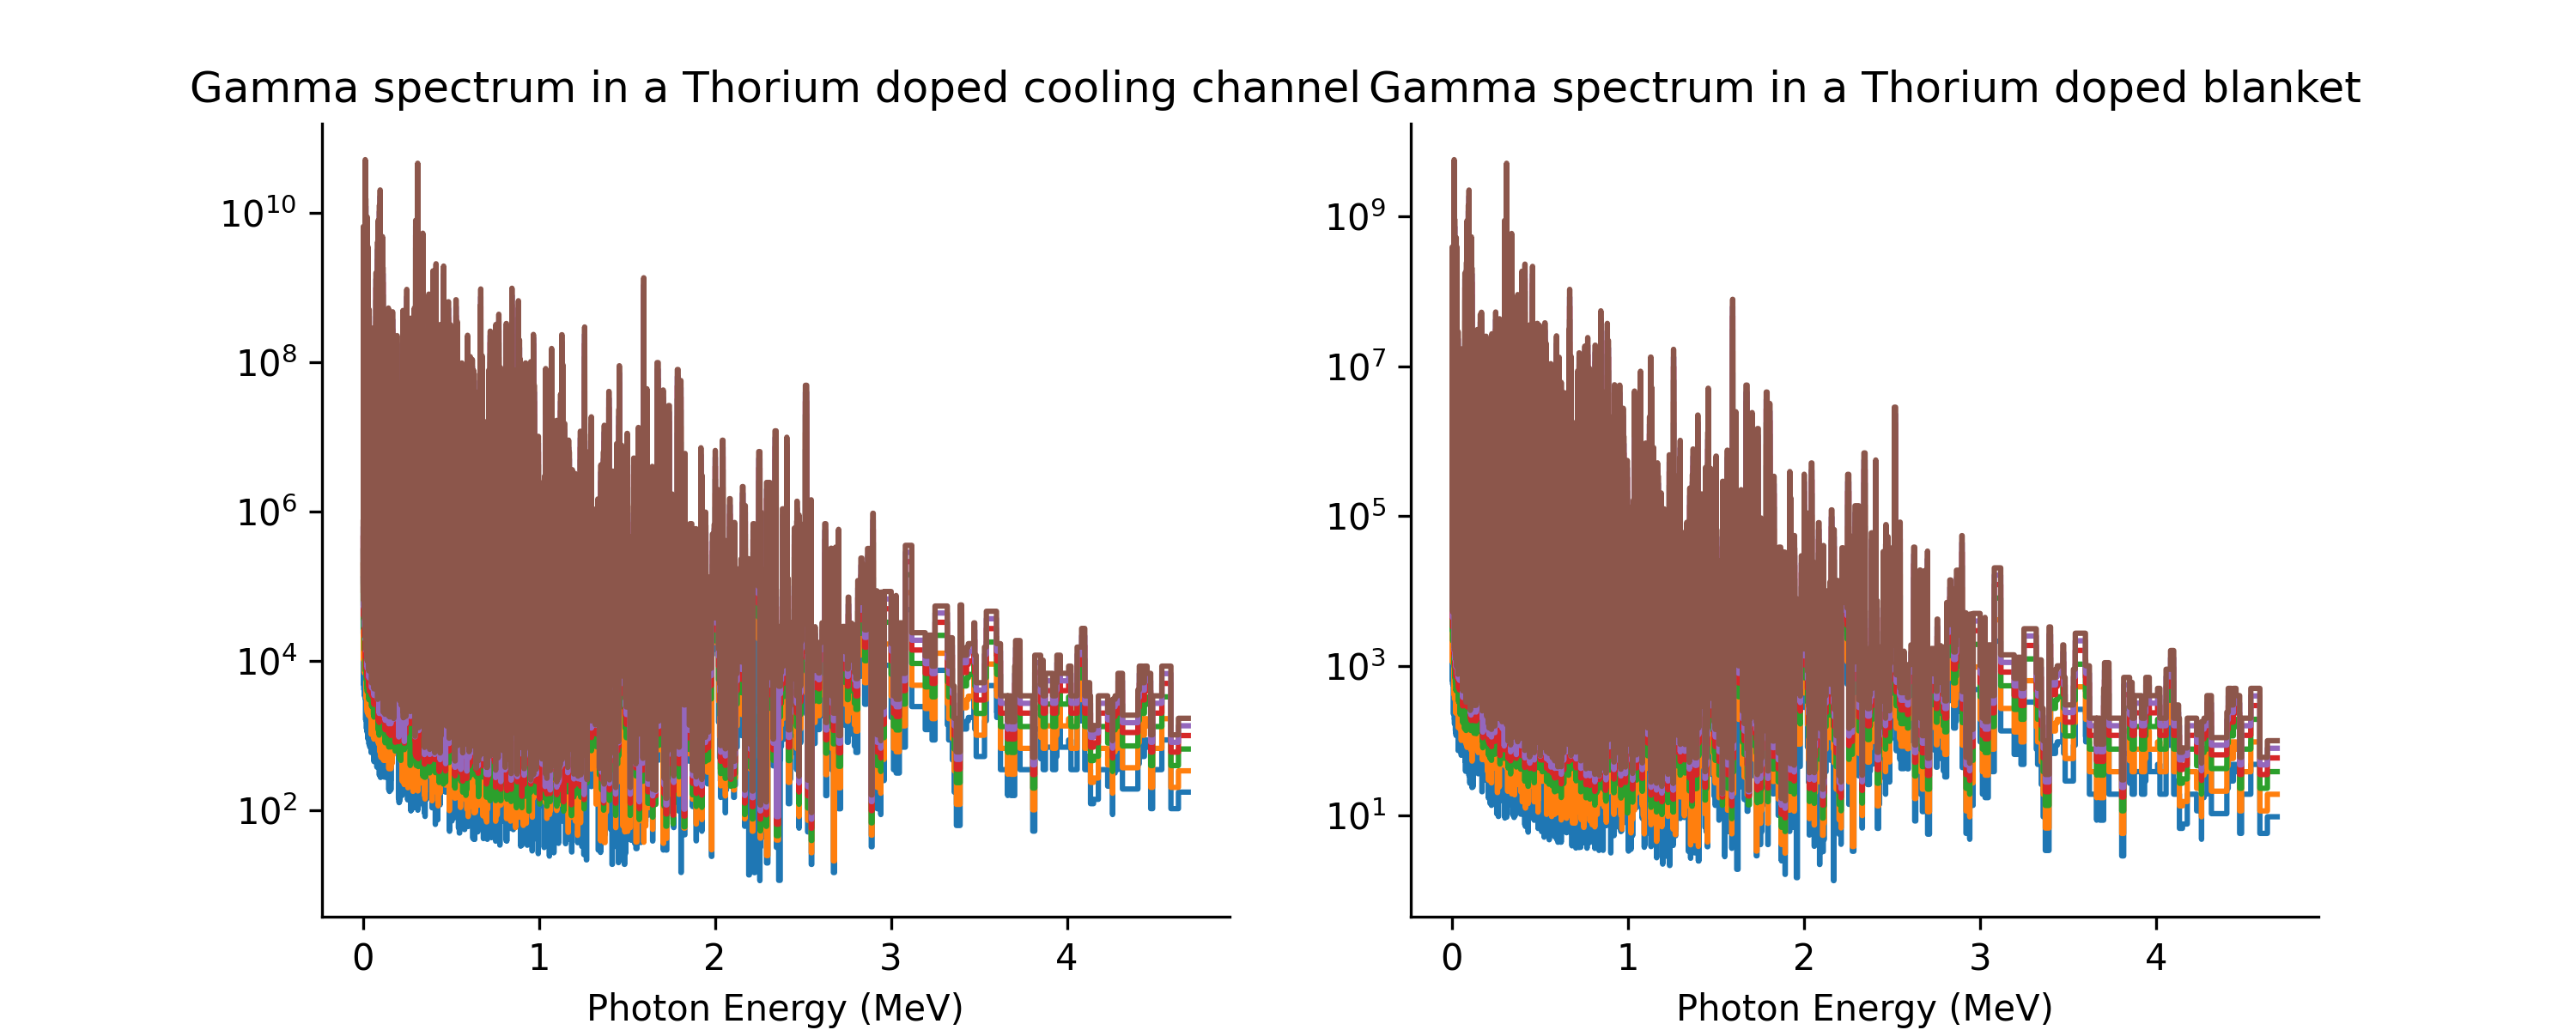 Gamma spectrum in a Thorium doped cooling channel
10^10
10^8
10^6
10^4
10^2
0 1 2 3 4
Photon Energy (MeV)
Gamma spectrum in a Thorium doped blanket
10^9
10^7
10^5
10^3
10^1
0 1 2 3 4
Photon Energy (MeV)